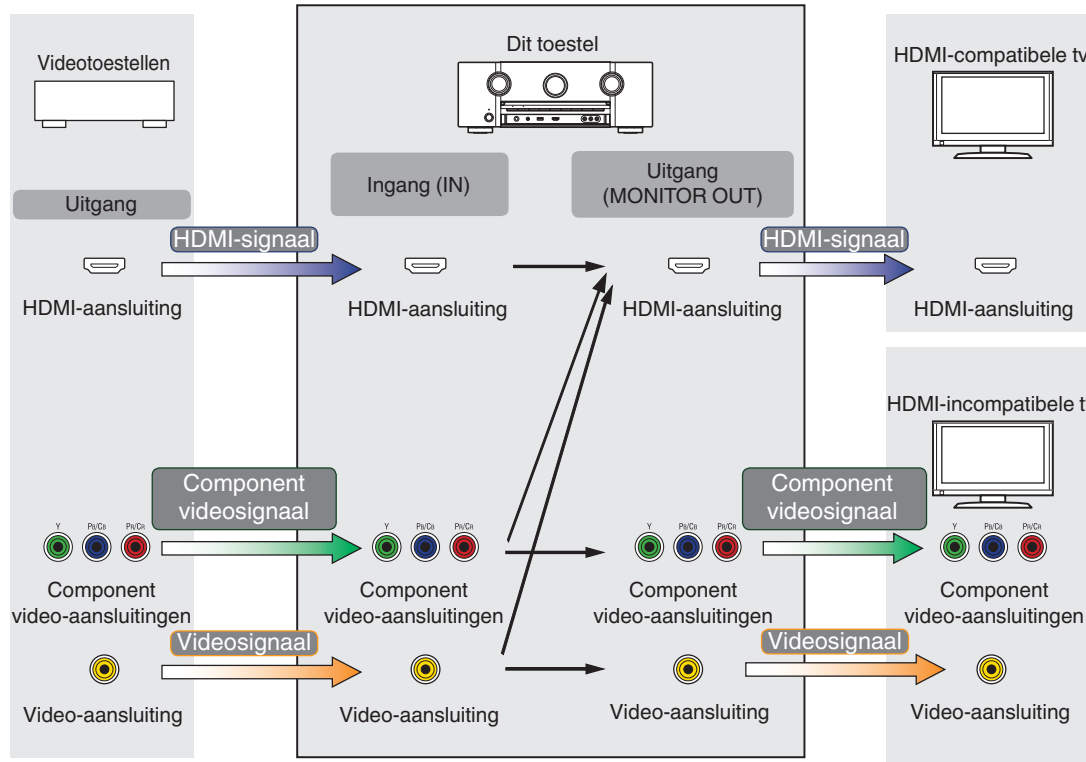 Videotoestellen
Dit toestel
HDMI-compatibele tv
Uitgang
Ingang (IN)
Uitgang
(MONITOR OUT)
HDMI-signaal
HDMI-signaal
HDMI-aansluiting
HDMI-aansluiting
HDMI-aansluiting
HDMI-aansluiting
HDMI-incompatibele t
Component
videosignaal
Component
videosignaal
Y PB/CB PR/CR
Y PB/CB PR/CR
Y PB/CB PR/CR
Y PB/CB PR/CR
Component
video-aansluitingen
Component
video-aansluitingen
Component
video-aansluitingen
Component
video-aansluitingen
Videosignaal
Videosignaal
Video-aansluiting
Video-aansluiting
Video-aansluiting
Video-aansluiting